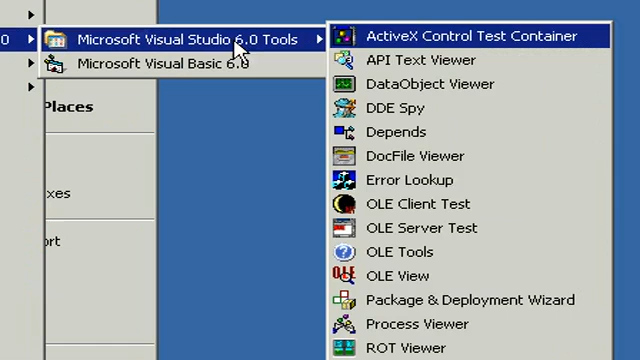 0
Microsoft Visual Studio 6.0 Tools
Microsoft Visual Basic 6.0
Places
xes
ort
ActiveX Control Test Container
API Text Viewer
DataObject Viewer
DDE Spy
Depends
DocFile Viewer
Error Lookup
OLE Client Test
OLE Server Test
OLE Tools
OLE View
Package & Deployment Wizard
Process Viewer
ROT Viewer